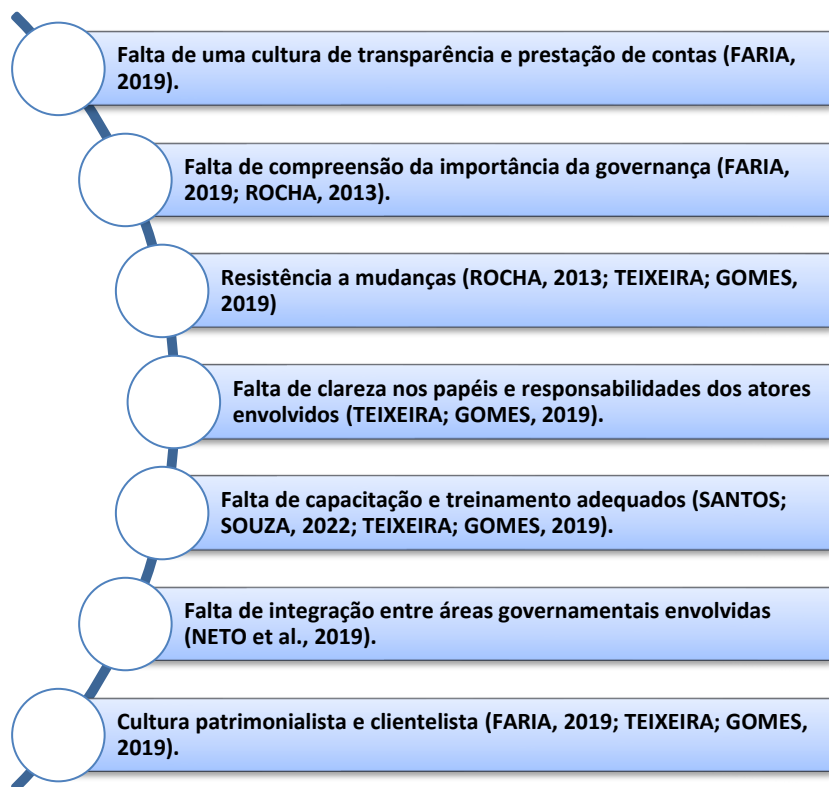 Falta de uma cultura de transparência e prestação de contas (FARIA,
2019).
Falta de compreensão da importância da governança (FARIA,
2019; ROCHA, 2013).
Resistência a mudanças (ROCHA, 2013; TEIXEIRA; GOMES,
2019)
Falta de clareza nos papéis e responsabilidades dos atores
envolvidos (TEIXEIRA; GOMES, 2019).
Falta de capacitação e treinamento adequados (SANTOS;
SOUZA, 2022; TEIXEIRA; GOMES, 2019).
Falta de integração entre áreas governamentais envolvidas
(NETO et al., 2019).
Cultura patrimonialista e clientelista (FARIA, 2019; TEIXEIRA; GOMES,
2019).